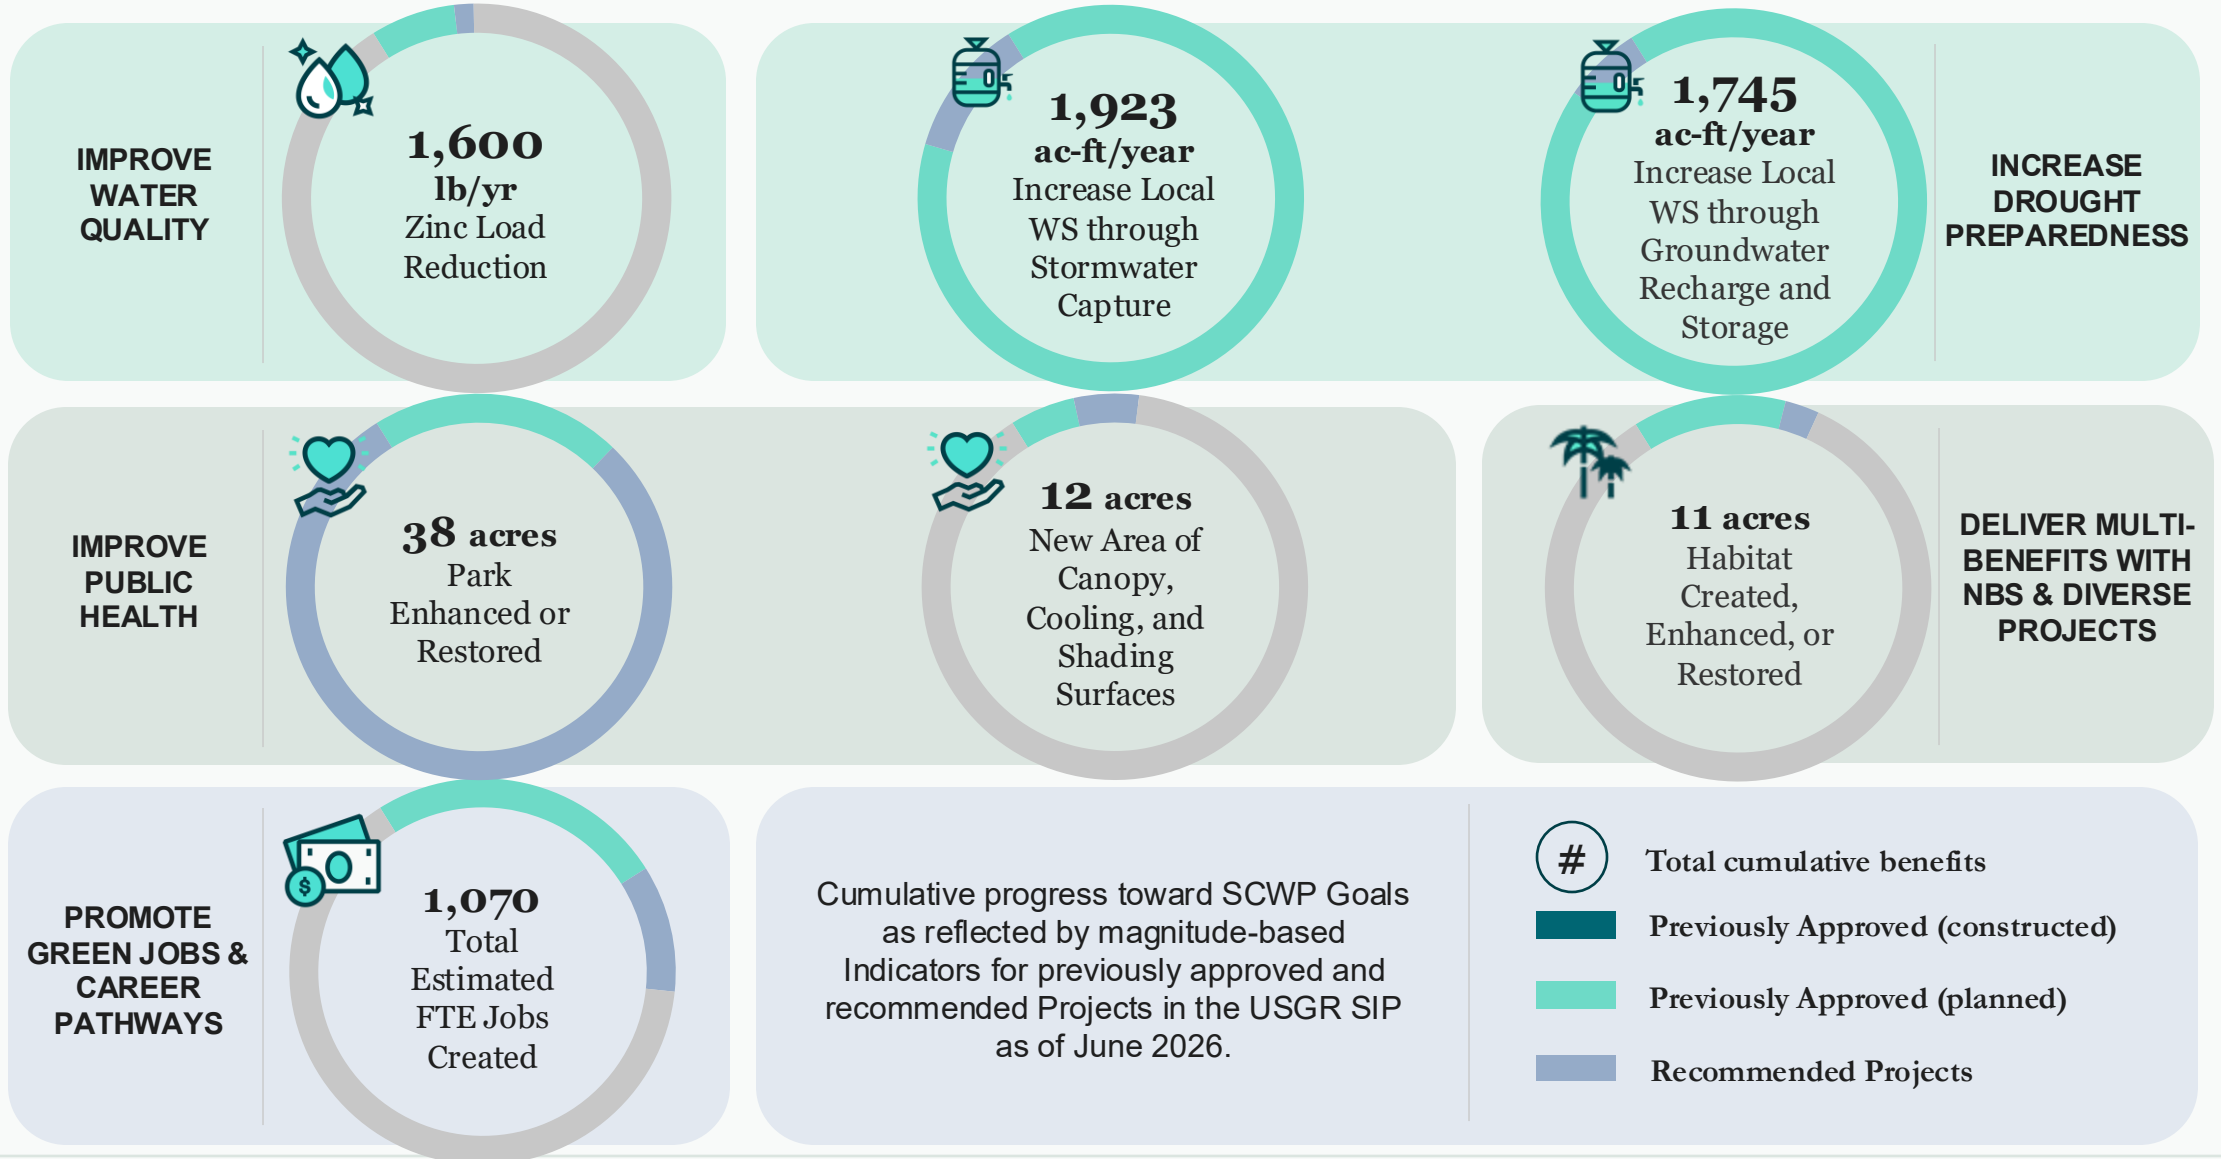 IMPROVE
WATER
QUALITY
1,600
lb/yr
Zinc Load
Reduction
1,923
ac-ft/year
Increase Local
WS through
Stormwater
Capture
1,745
ac-ft/year
Increase Local
WS through
Groundwater
Recharge and
Storage
INCREASE
DROUGHT
PREPAREDNESS
IMPROVE
PUBLIC
HEALTH
38 acres
Park
Enhanced or
Restored
12 acres
New Area of
Canopy,
Cooling, and
Shading
Surfaces
11 acres
Habitat
Created,
Enhanced, or
Restored
DELIVER MULTI-
BENEFITS WITH
NBS & DIVERSE
PROJECTS
PROMOTE
GREEN JOBS &
CAREER
PATHWAYS
$
1,070
Total
Estimated
FTE Jobs
Created
Cumulative progress toward SCWP Goals
as reflected by magnitude-based
Indicators for previously approved and
recommended Projects in the USGR SIP
as of June 2026.
# Total cumulative benefits
Previously Approved (constructed)
Previously Approved (planned)
Recommended Projects